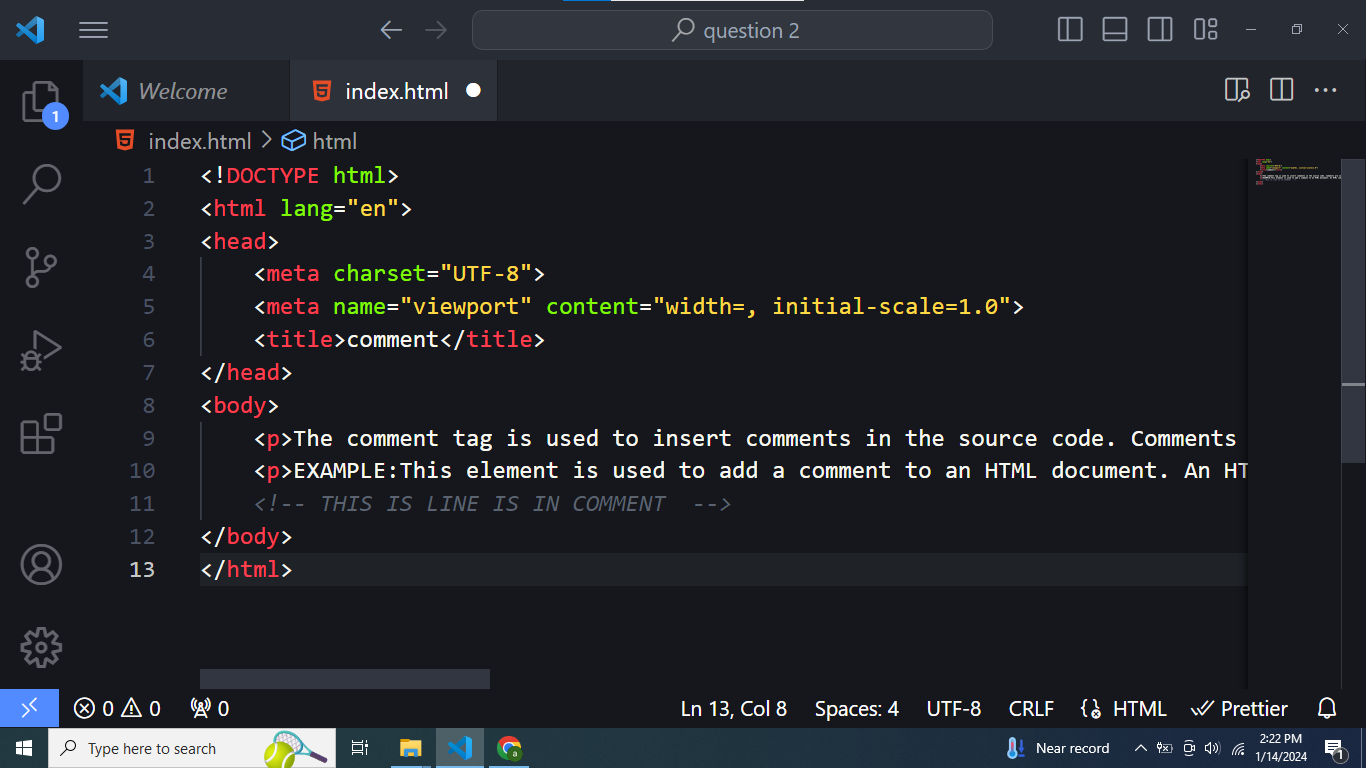 question 2
Welcome
index.html
1
index.html > html
1 <!DOCTYPE html>
2 <html lang="en">
3 <head>
4 <meta charset="UTF-8">
5 <meta name="viewport" content="width=, initial-scale=1.0">
6 <title>comment</title>
7 </head>
8 <body>
9 <p>The comment tag is used to insert comments in the source code. Comments
10 <p>EXAMPLE:This element is used to add a comment to an HTML document. An HT
11 <!-- THIS IS LINE IS IN COMMENT -->
12 </body>
13 </html>
0 0 0 Ln 13, Col 8 Spaces: 4 UTF-8 CRLF HTML Prettier
Type here to search
Near record
2:22 PM
1/14/2024
1